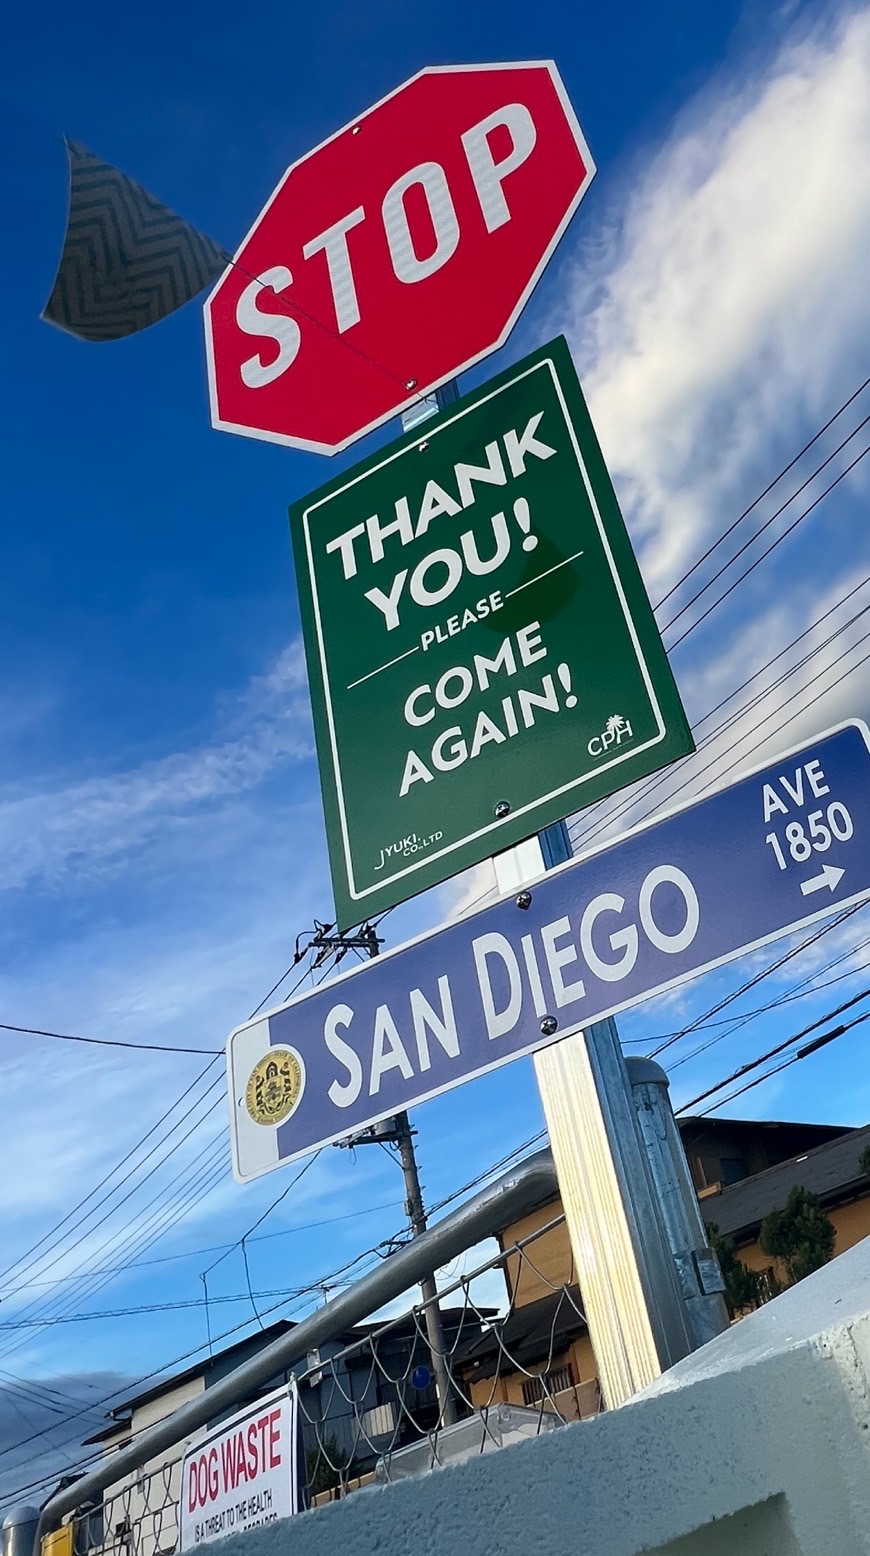 STOP
THANK
YOU!
PLEASE
COME
AGAIN!
CPH
JYUKI.
CO.,LTD
SAN DIEGO
AVE
1850
DOG WASTE
IS A THREAT TO THE HEALTH